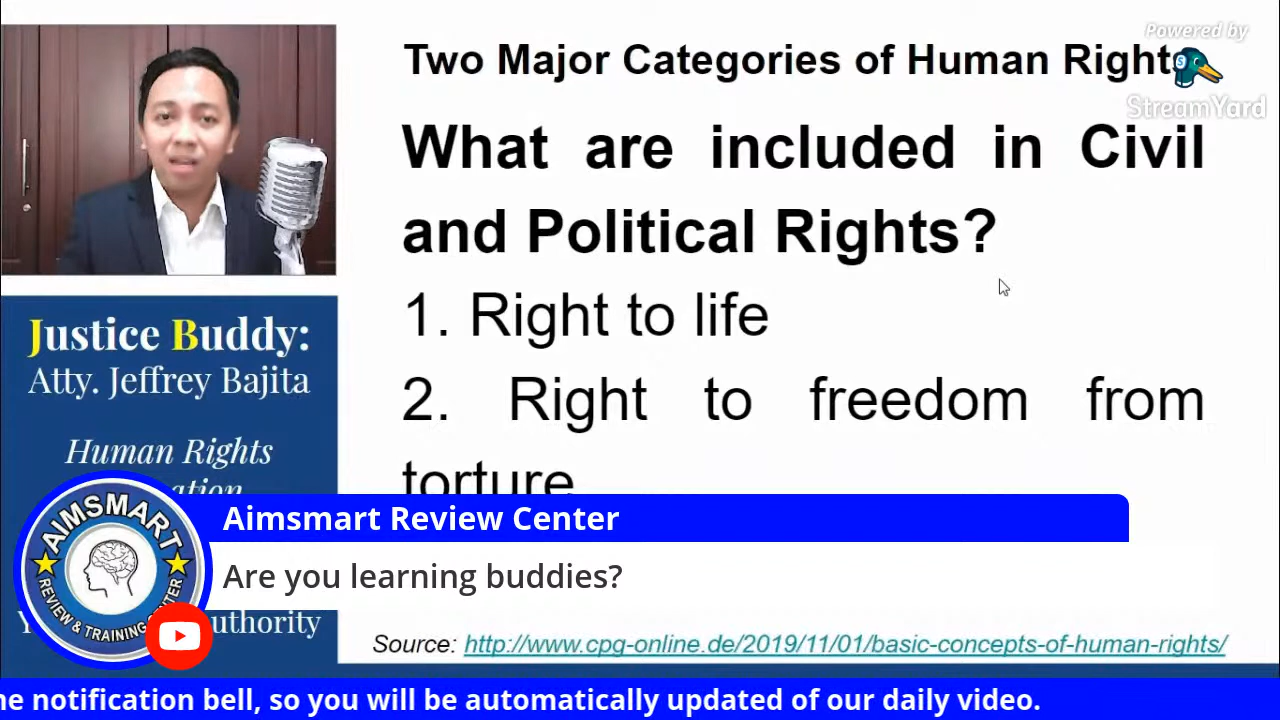 Powered by
StreamYard
Two Major Categories of Human Rights
What are included in Civil
and Political Rights?
1. Right to life
2. Right to freedom from
torture
Justice Buddy:
Atty. Jeffrey Bajita
Human Rights
AIMSMART
REVIEW & TRAINING CENTER
Aimsmart Review Center
Are you learning buddies?
Source: http://www.cpg-online.de/2019/11/01/basic-concepts-of-human-rights/
notification bell, so you will be automatically updated of our daily video.